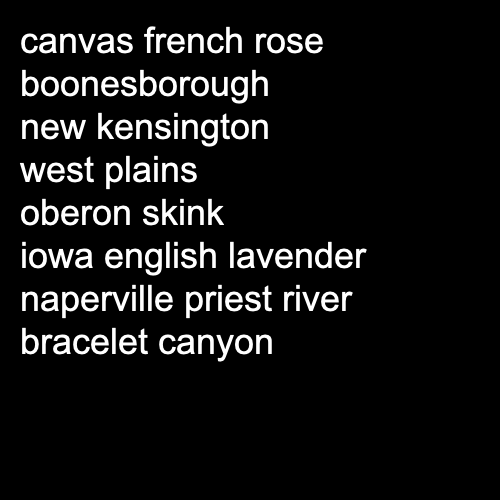 canvas french rose
boonesborough
new kensington
west plains
oberon skink
iowa english lavender
naperville priest river
bracelet canyon